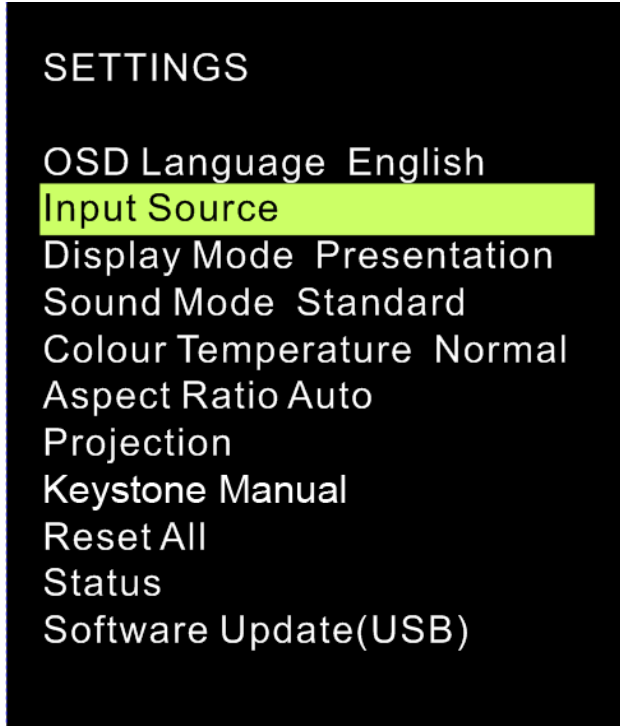 SETTINGS
OSD Language English
Input Source
Display Mode Presentation
Sound Mode Standard
Colour Temperature Normal
Aspect Ratio Auto
Projection
Keystone Manual
Reset All
Status
Software Update(USB)